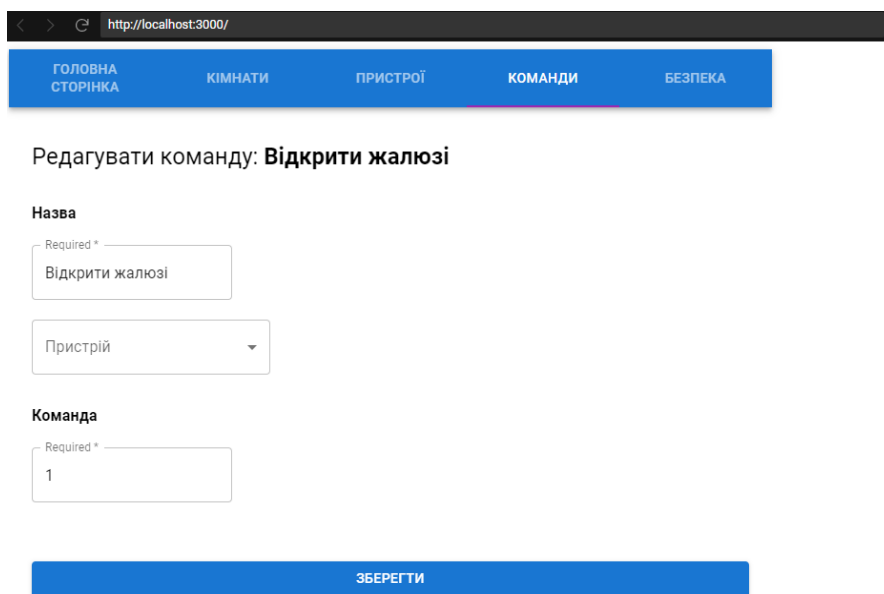 http://localhost:3000/
ГОЛОВНА
СТОРІНКА
КІМНАТИ
ПРИСТРОЇ
КОМАНДИ
БЕЗПЕКА
Редагувати команду: Відкрити жалюзі
Назва
Required *
Відкрити жалюзі
Пристрій
Команда
Required *
1
ЗБЕРЕГТИ